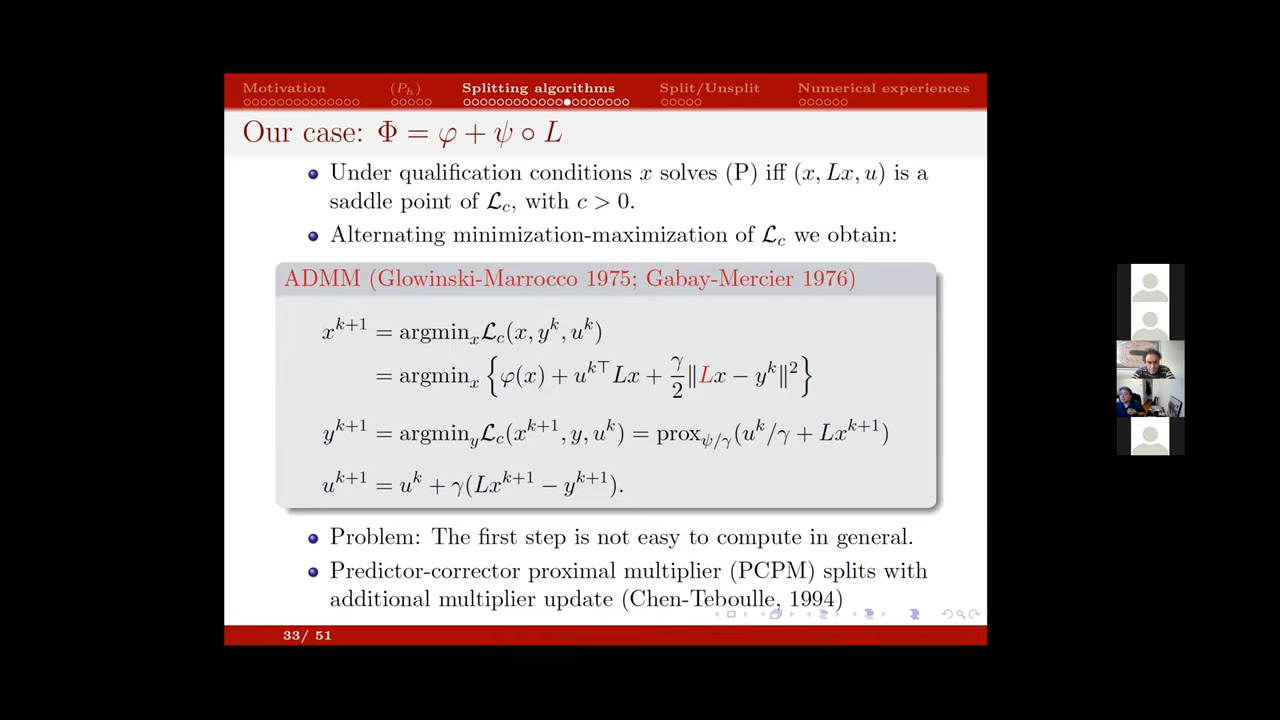 Motivation (Pₕ) Splitting algorithms Split/Unsplit Numerical experiences
Our case: Φ = φ + ψ ∘ L
Under qualification conditions x solves (P) iff (x, Lx, u) is a
saddle point of 𝓛_c, with c > 0.
Alternating minimization-maximization of 𝓛_c we obtain:
ADMM (Glowinski-Marrocco 1975; Gabay-Mercier 1976)
x^{k+1} = argmin_x 𝓛_c(x, y^k, u^k)
= argmin_x { φ(x) + u^{k⊤} Lx + γ/2 ‖Lx − y^k‖² }
y^{k+1} = argmin_y 𝓛_c(x^{k+1}, y, u^k) = prox_{ψ/γ}(u^k/γ + Lx^{k+1})
u^{k+1} = u^k + γ(Lx^{k+1} − y^{k+1}).
Problem: The first step is not easy to compute in general.
Predictor-corrector proximal multiplier (PCPM) splits with
additional multiplier update (Chen-Teboulle, 1994)
33/ 51